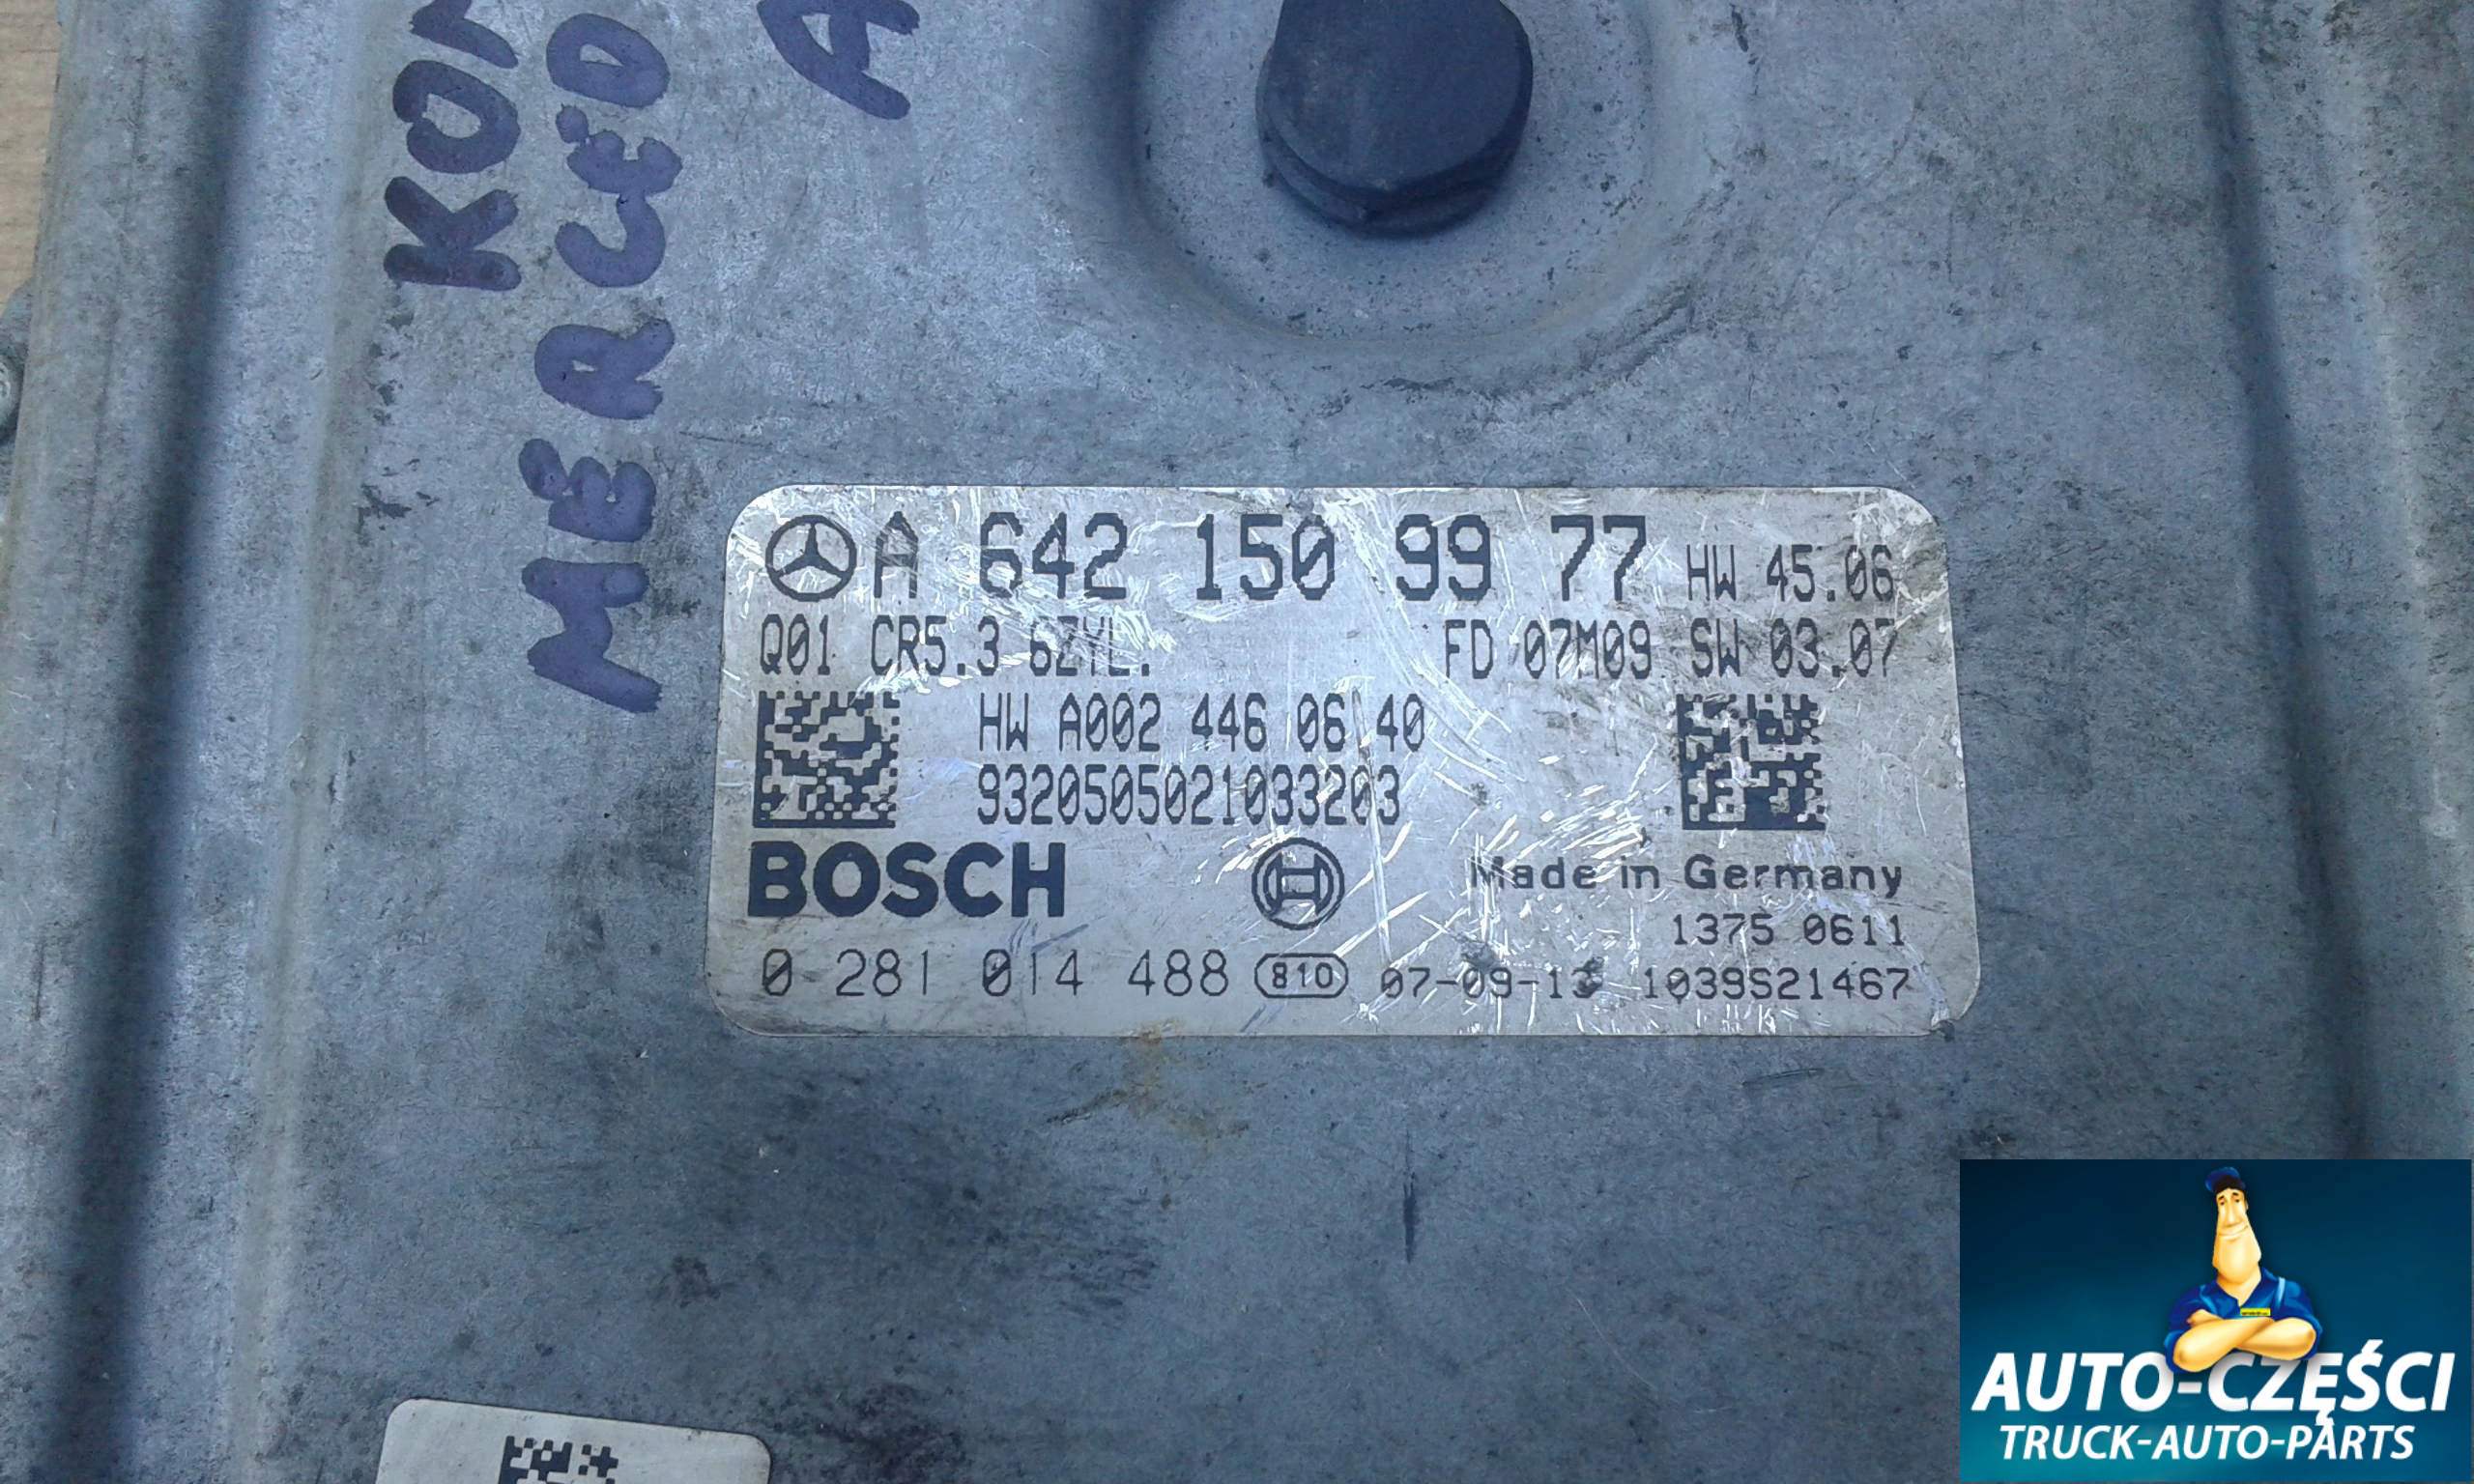 A 642 150 99 77 HW 45.06
Q01 CR5.3 6ZYL. FD 07M09 SW 03.07
HW A002 446 06 40
9320505021033203
BOSCH
Made in Germany
1375 0611
0 281 014 488 810 07-09-13 1039S21467
AUTO-CZĘŚCI
TRUCK-AUTO-PARTS